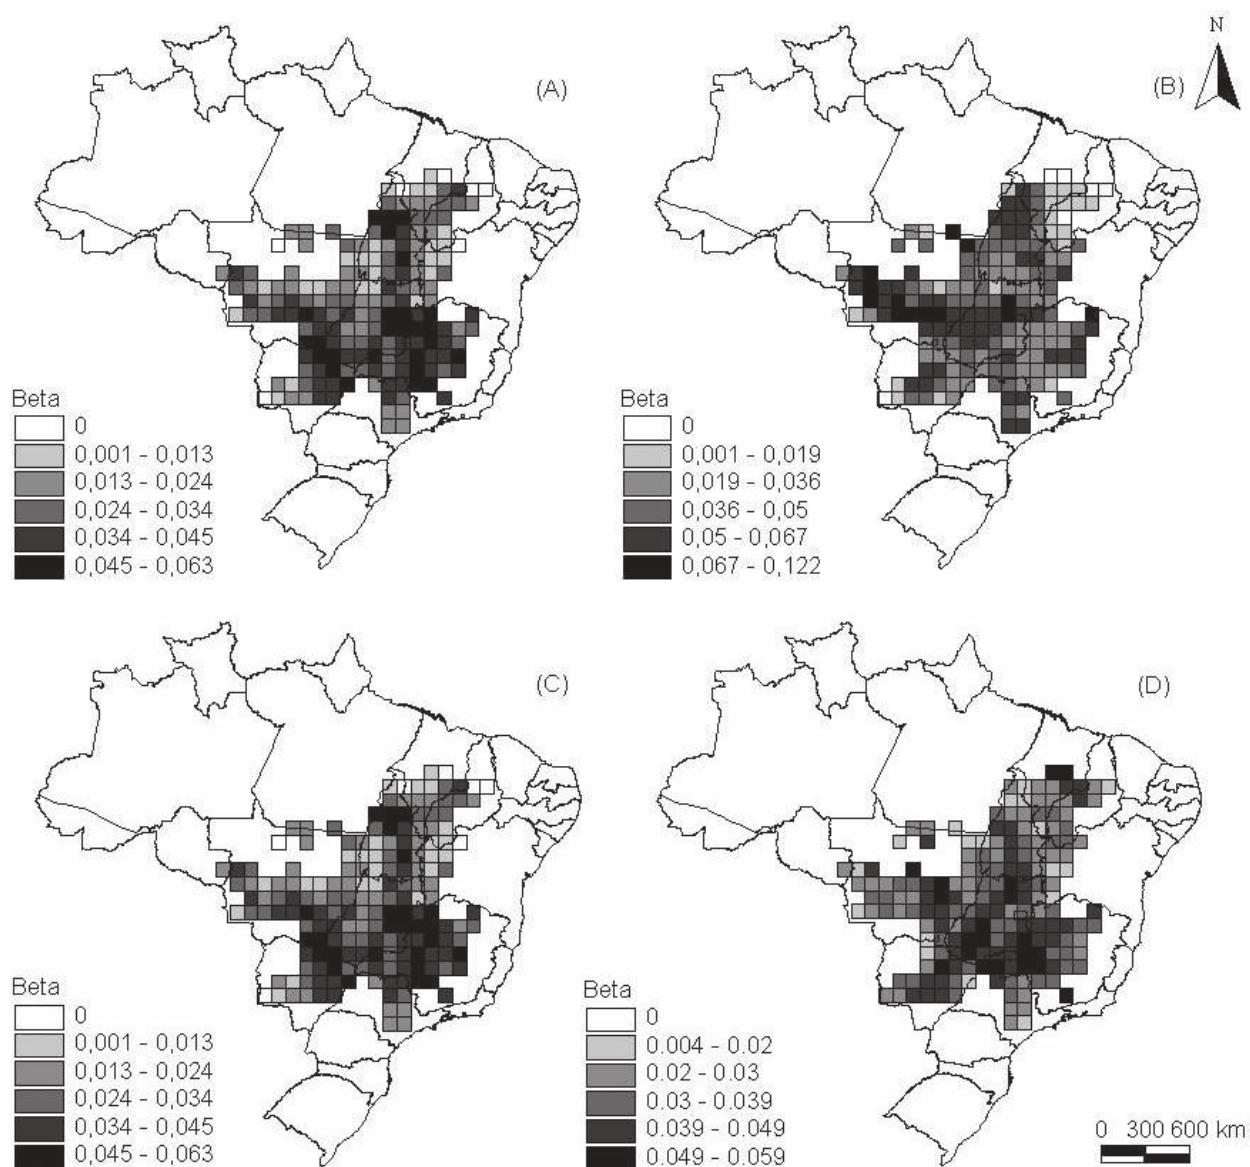 (A)
Beta
0
0,001 - 0,013
0,013 - 0,024
0,024 - 0,034
0,034 - 0,045
0,045 - 0,063
N
(B)
Beta
0
0,001 - 0,019
0,019 - 0,036
0,036 - 0,05
0,05 - 0,067
0,067 - 0,122
(C)
Beta
0
0,001 - 0,013
0,013 - 0,024
0,024 - 0,034
0,034 - 0,045
0,045 - 0,063
(D)
Beta
0
0.004 - 0.02
0.02 - 0.03
0.03 - 0.039
0.039 - 0.049
0.049 - 0.059
0 300 600 km